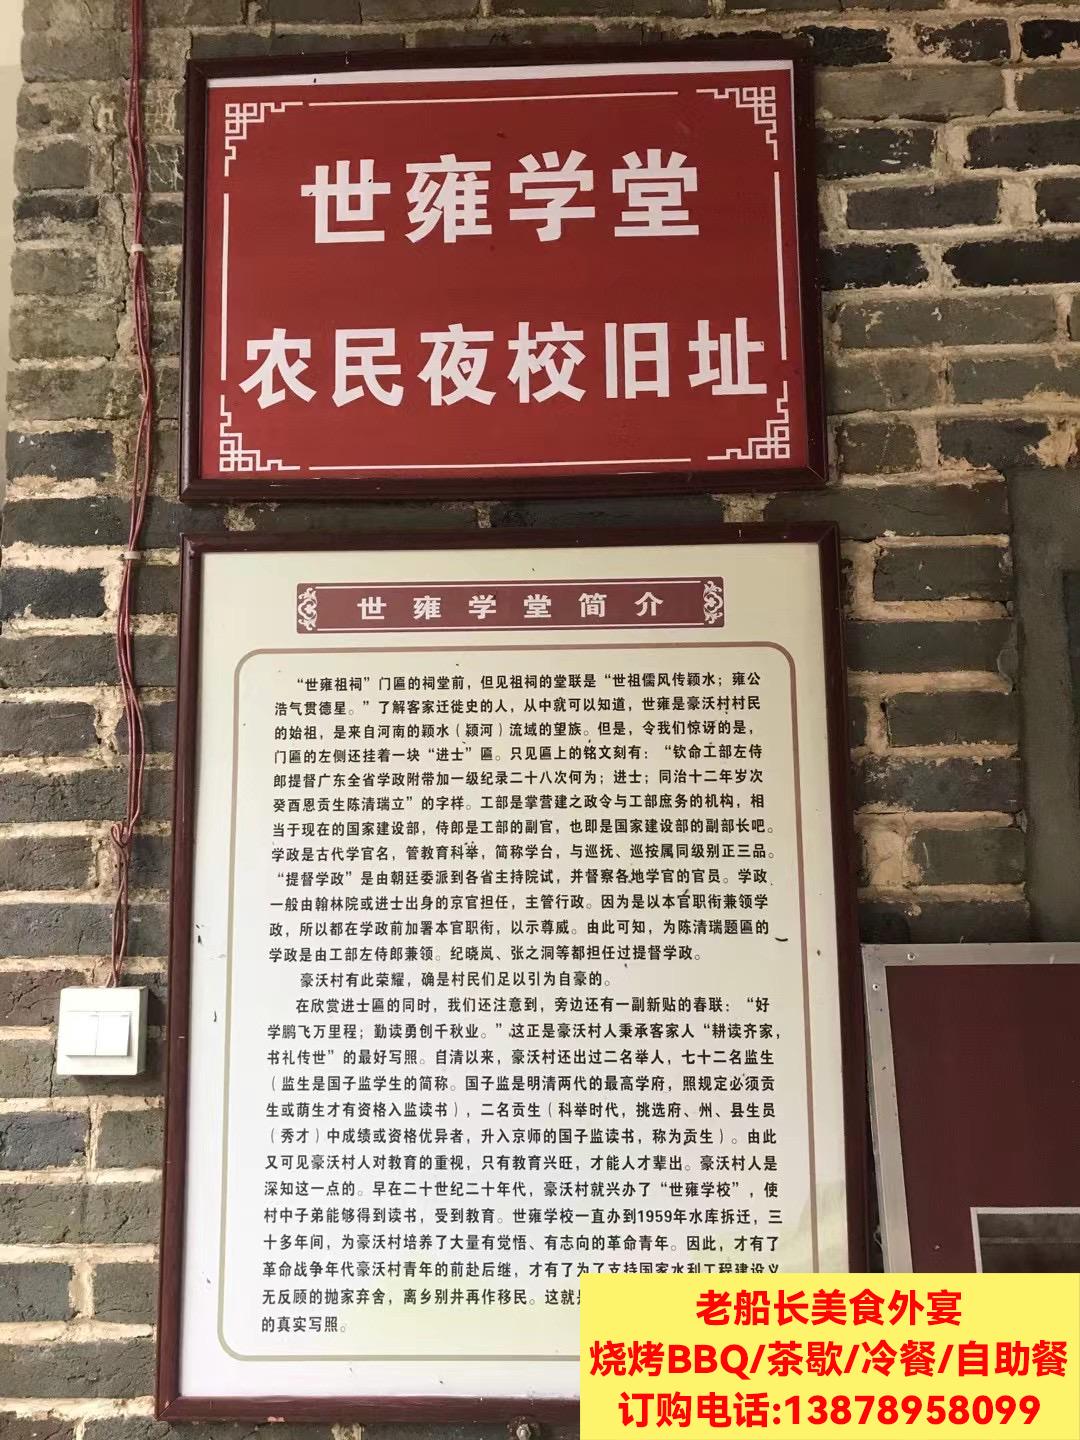 世雍学堂
农民夜校旧址
世雍学堂简介
“世雍祖祠”门匾的祠堂前，但见祖祠的堂联是“世祖儒风传颍水；雍公
浩气贯德星。”了解客家迁徙史的人，从中就可以知道，世雍是豪沃村村民
的始祖，是来自河南的颍水（颍河）流域的望族。但是，令我们惊讶的是，
门匾的左侧还挂着一块“进士”匾。只见匾上的铭文刻有：“钦命工部左侍
郎提督广东全省学政附带加一级纪录二十八次何为；进士；同治十二年岁次
癸酉恩贡生陈清瑞立”的字样。工部是掌营建之政令与工部庶务的机构，相
当于现在的国家建设部，侍郎是工部的副官，也即是国家建设部的副部长吧。
学政是古代学官名，管教育科举，简称学台，与巡抚、巡按属同级别正三品。
“提督学政”是由朝廷委派到各省主持院试，并督察各地学官的官员。学政
一般由翰林院或进士出身的京官担任，主管行政。因为是以本官职衔兼领学
政，所以都在学政前加署本官职衔，以示尊威。由此可知，为陈清瑞题匾的
学政是由工部左侍郎兼领。纪晓岚、张之洞等都担任过提督学政。
豪沃村有此荣耀，确是村民们足以引为自豪的。
在欣赏进士匾的同时，我们还注意到，旁边还有一副新贴的春联：“好
学鹏飞万里程；勤读勇创千秋业。”这正是豪沃村人秉承客家人“耕读齐家，
书礼传世”的最好写照。自清以来，豪沃村还出过二名举人，七十二名监生
（监生是国子监学生的简称。国子监是明清两代的最高学府，照规定必须贡
生或荫生才有资格入监读书），二名贡生（科举时代，挑选府、州、县生员
（秀才）中成绩或资格优异者，升入京师的国子监读书，称为贡生）。由此
又可见豪沃村人对教育的重视，只有教育兴旺，才能人才辈出。豪沃村人是
深知这一点的。早在二十世纪二十年代，豪沃村就兴办了“世雍学校”，使
村中子弟能够得到读书，受到教育。世雍学校一直办到1959年水库拆迁，三
十多年间，为豪沃村培养了大量有觉悟、有志向的革命青年。因此，才有了
革命战争年代豪沃村青年的前赴后继，才有了为了支持国家水利工程建设义
无反顾的抛家弃舍，离乡别井再作移民。这就
的真实写照。
老船长美食外宴
烧烤BBQ/茶歇/冷餐/自助餐
订购电话:13878958099